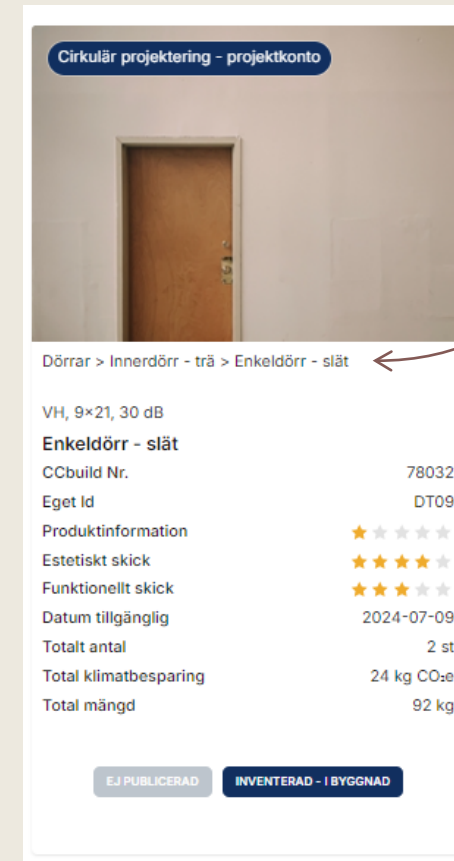 Cirkulär projektering - projektkonto
Dörrar > Innerdörr - trä > Enkeldörr - slät
VH, 9×21, 30 dB
Enkeldörr - slät
CCbuild Nr. 78032
Eget Id DT09
Produktinformation
Estetiskt skick
Funktionellt skick
Datum tillgänglig 2024-07-09
Totalt antal 2 st
Total klimatbesparing 24 kg CO₂e
Total mängd 92 kg
EJ PUBLICERAD INVENTERAD - I BYGGNAD